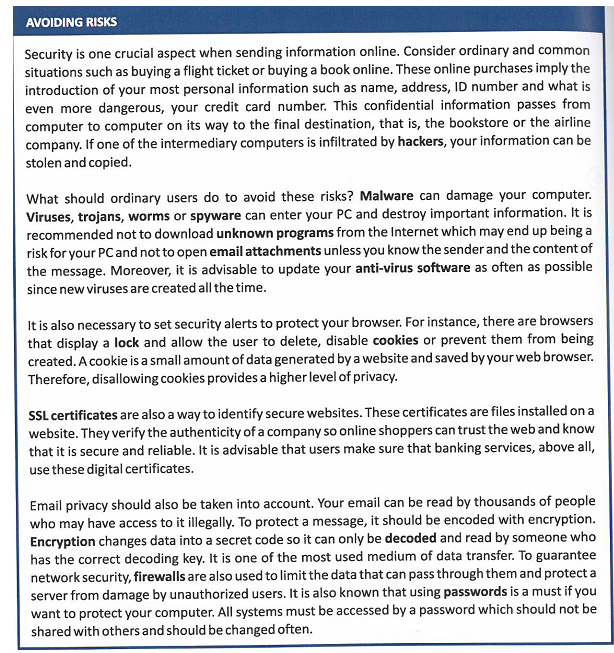 AVOIDING RISKS
Security is one crucial aspect when sending information online. Consider ordinary and common
situations such as buying a flight ticket or buying a book online. These online purchases imply the
introduction of your most personal information such as name, address, ID number and what is
even more dangerous, your credit card number. This confidential information passes from
computer to computer on its way to the final destination, that is, the bookstore or the airline
company. If one of the intermediary computers is infiltrated by hackers, your information can be
stolen and copied.
What should ordinary users do to avoid these risks? Malware can damage your computer.
Viruses, trojans, worms or spyware can enter your PC and destroy important information. It is
recommended not to download unknown programs from the Internet which may end up being a
risk for your PC and not to open email attachments unless you know the sender and the content of
the message. Moreover, it is advisable to update your anti-virus software as often as possible
since new viruses are created all the time.
It is also necessary to set security alerts to protect your browser. For instance, there are browsers
that display a lock and allow the user to delete, disable cookies or prevent them from being
created. A cookie is a small amount of data generated by a website and saved by your web browser.
Therefore, disallowing cookies provides a higher level of privacy.
SSL certificates are also a way to identify secure websites. These certificates are files installed on a
website. They verify the authenticity of a company so online shoppers can trust the web and know
that it is secure and reliable. It is advisable that users make sure that banking services, above all,
use these digital certificates.
Email privacy should also be taken into account. Your email can be read by thousands of people
who may have access to it illegally. To protect a message, it should be encoded with encryption.
Encryption changes data into a secret code so it can only be decoded and read by someone who
has the correct decoding key. It is one of the most used medium of data transfer. To guarantee
network security, firewalls are also used to limit the data that can pass through them and protect a
server from damage by unauthorized users. It is also known that using passwords is a must if you
want to protect your computer. All systems must be accessed by a password which should not be
shared with others and should be changed often.